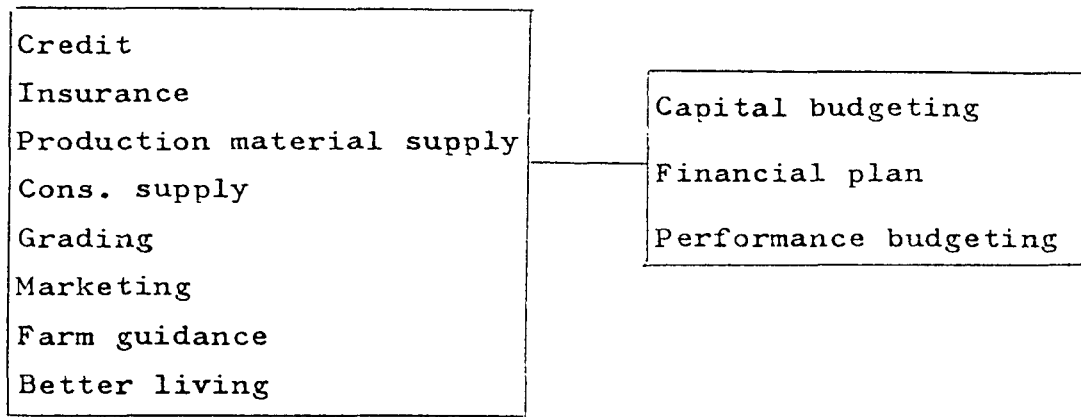 Credit
Insurance
Production material supply
Cons. supply
Grading
Marketing
Farm guidance
Better living
Capital budgeting
Financial plan
Performance budgeting